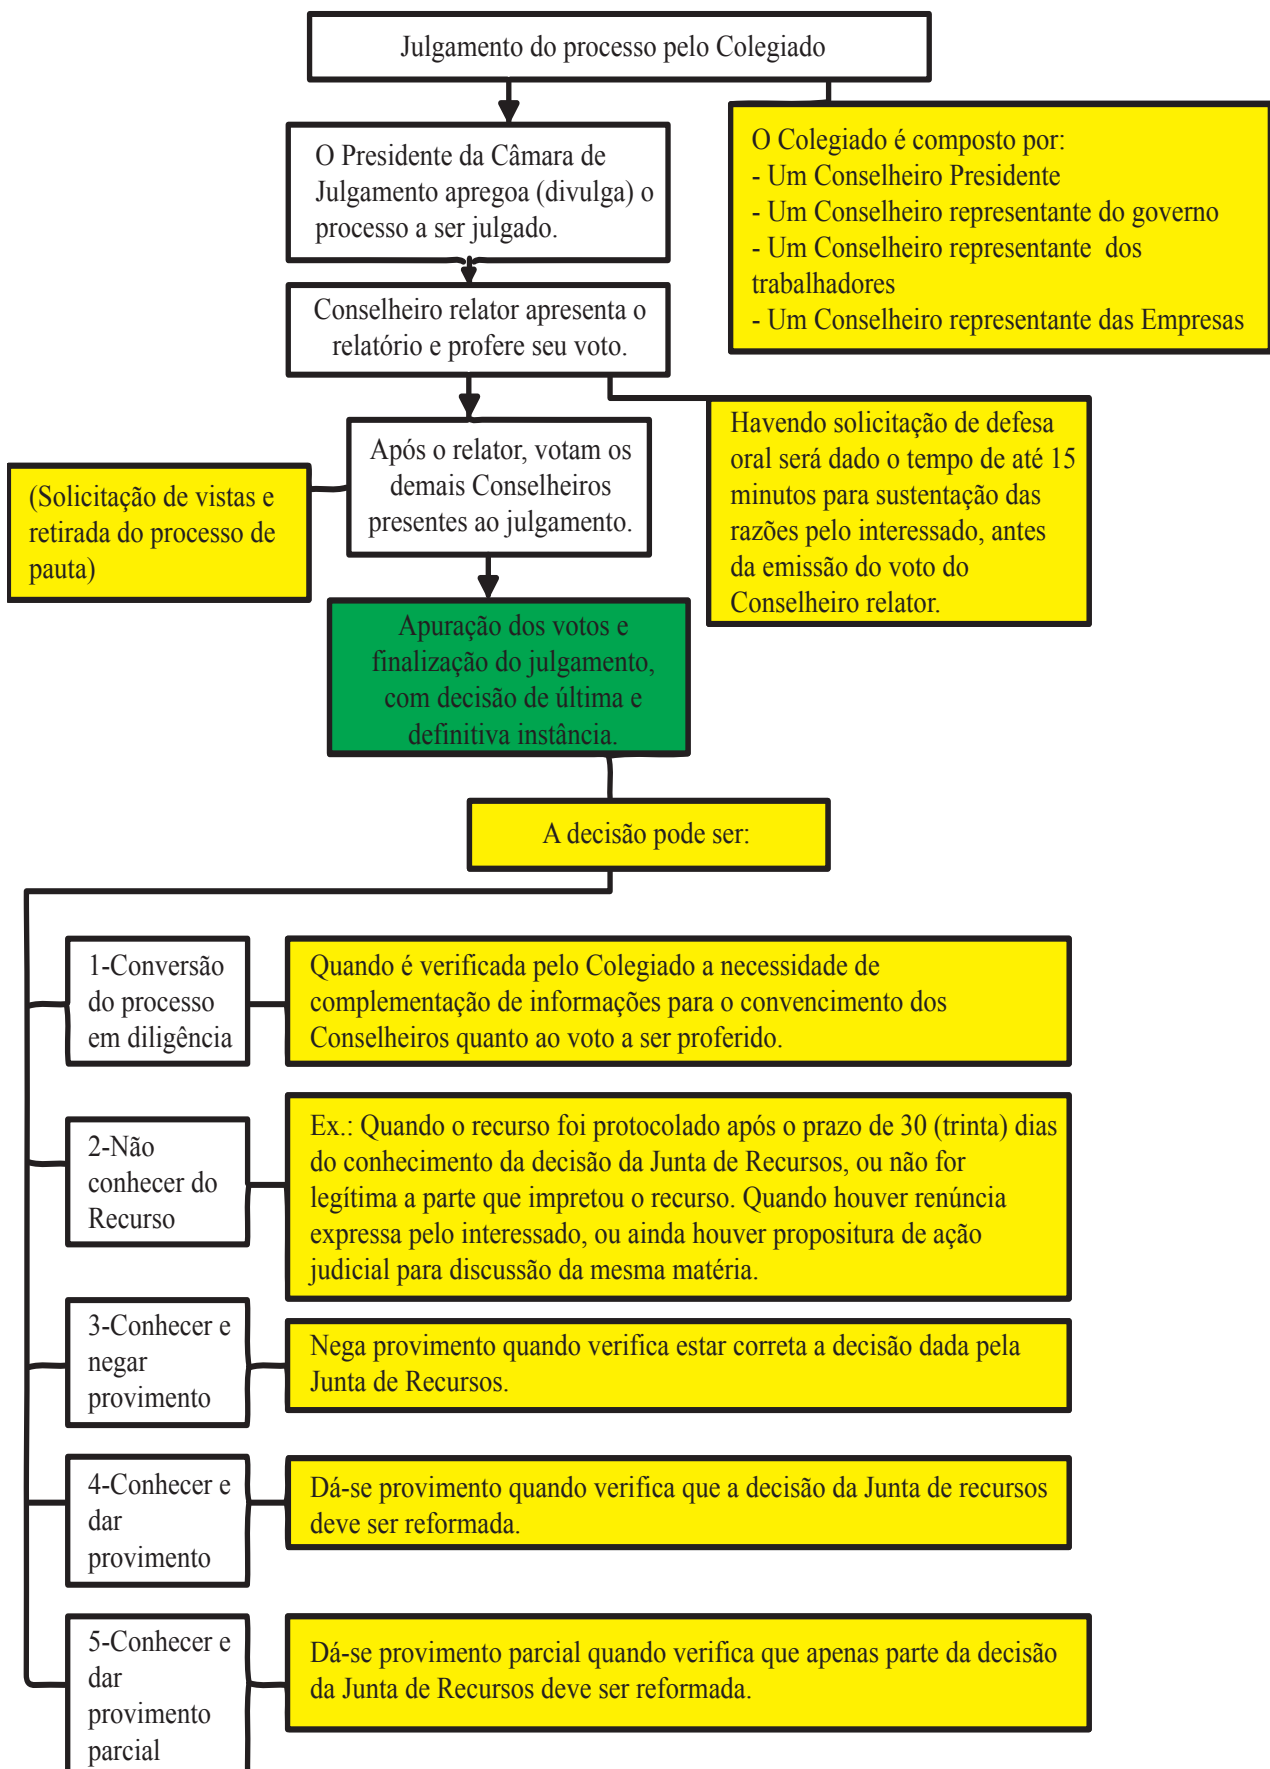 Julgamento do processo pelo Colegiado
O Presidente da Câmara de
Julgamento apregoa (divulga) o
processo a ser julgado.
O Colegiado é composto por:
- Um Conselheiro Presidente
- Um Conselheiro representante do governo
- Um Conselheiro representante dos
trabalhadores
- Um Conselheiro representante das Empresas
Conselheiro relator apresenta o
relatório e profere seu voto.
Havendo solicitação de defesa
oral será dado o tempo de até 15
minutos para sustentação das
razões pelo interessado, antes
da emissão do voto do
Conselheiro relator.
Após o relator, votam os
demais Conselheiros
presentes ao julgamento.
(Solicitação de vistas e
retirada do processo de
pauta)
Apuração dos votos e
finalização do julgamento,
com decisão de última e
definitiva instância.
A decisão pode ser:
1-Conversão
do processo
em diligência
Quando é verificada pelo Colegiado a necessidade de
complementação de informações para o convencimento dos
Conselheiros quanto ao voto a ser proferido.
2-Não
conhecer do
Recurso
Ex.: Quando o recurso foi protocolado após o prazo de 30 (trinta) dias
do conhecimento da decisão da Junta de Recursos, ou não for
legítima a parte que impretou o recurso. Quando houver renúncia
expressa pelo interessado, ou ainda houver propositura de ação
judicial para discussão da mesma matéria.
3-Conhecer e
negar
provimento
Nega provimento quando verifica estar correta a decisão dada pela
Junta de Recursos.
4-Conhecer e
dar
provimento
Dá-se provimento quando verifica que a decisão da Junta de recursos
deve ser reformada.
5-Conhecer e
dar
provimento
parcial
Dá-se provimento parcial quando verifica que apenas parte da decisão
da Junta de Recursos deve ser reformada.